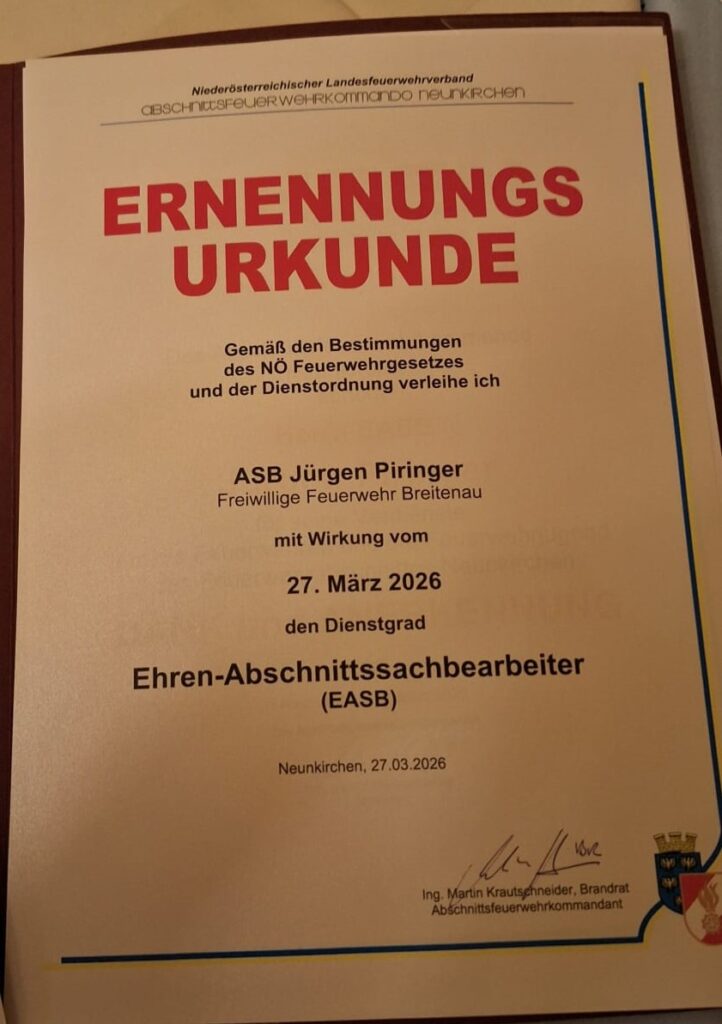 Niederösterreichischer Landesfeuerwehrverband
ABSCHNITTSFEUERWEHRKOMMANDO NEUNKIRCHEN
ERNENNUNGS
URKUNDE
Gemäß den Bestimmungen
des NÖ Feuerwehrgesetzes
und der Dienstordnung verleihe ich
ASB Jürgen Piringer
Freiwillige Feuerwehr Breitenau
mit Wirkung vom
27. März 2026
den Dienstgrad
Ehren-Abschnittssachbearbeiter
(EASB)
Neunkirchen, 27.03.2026
Ing. Martin Krautschneider, Brandrat
Abschnittsfeuerwehrkommandant